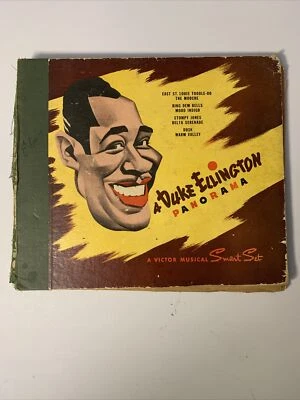 EAST ST. LOUIS TOODLE-OO
THE MOOCHE
RING DEM BELLS
MOOD INDIGO
STOMPY JONES
DELTA SERENADE
DUSK
WARM VALLEY
A DUKE ELLINGTON
PANORAMA
A VICTOR MUSICAL Smart Set